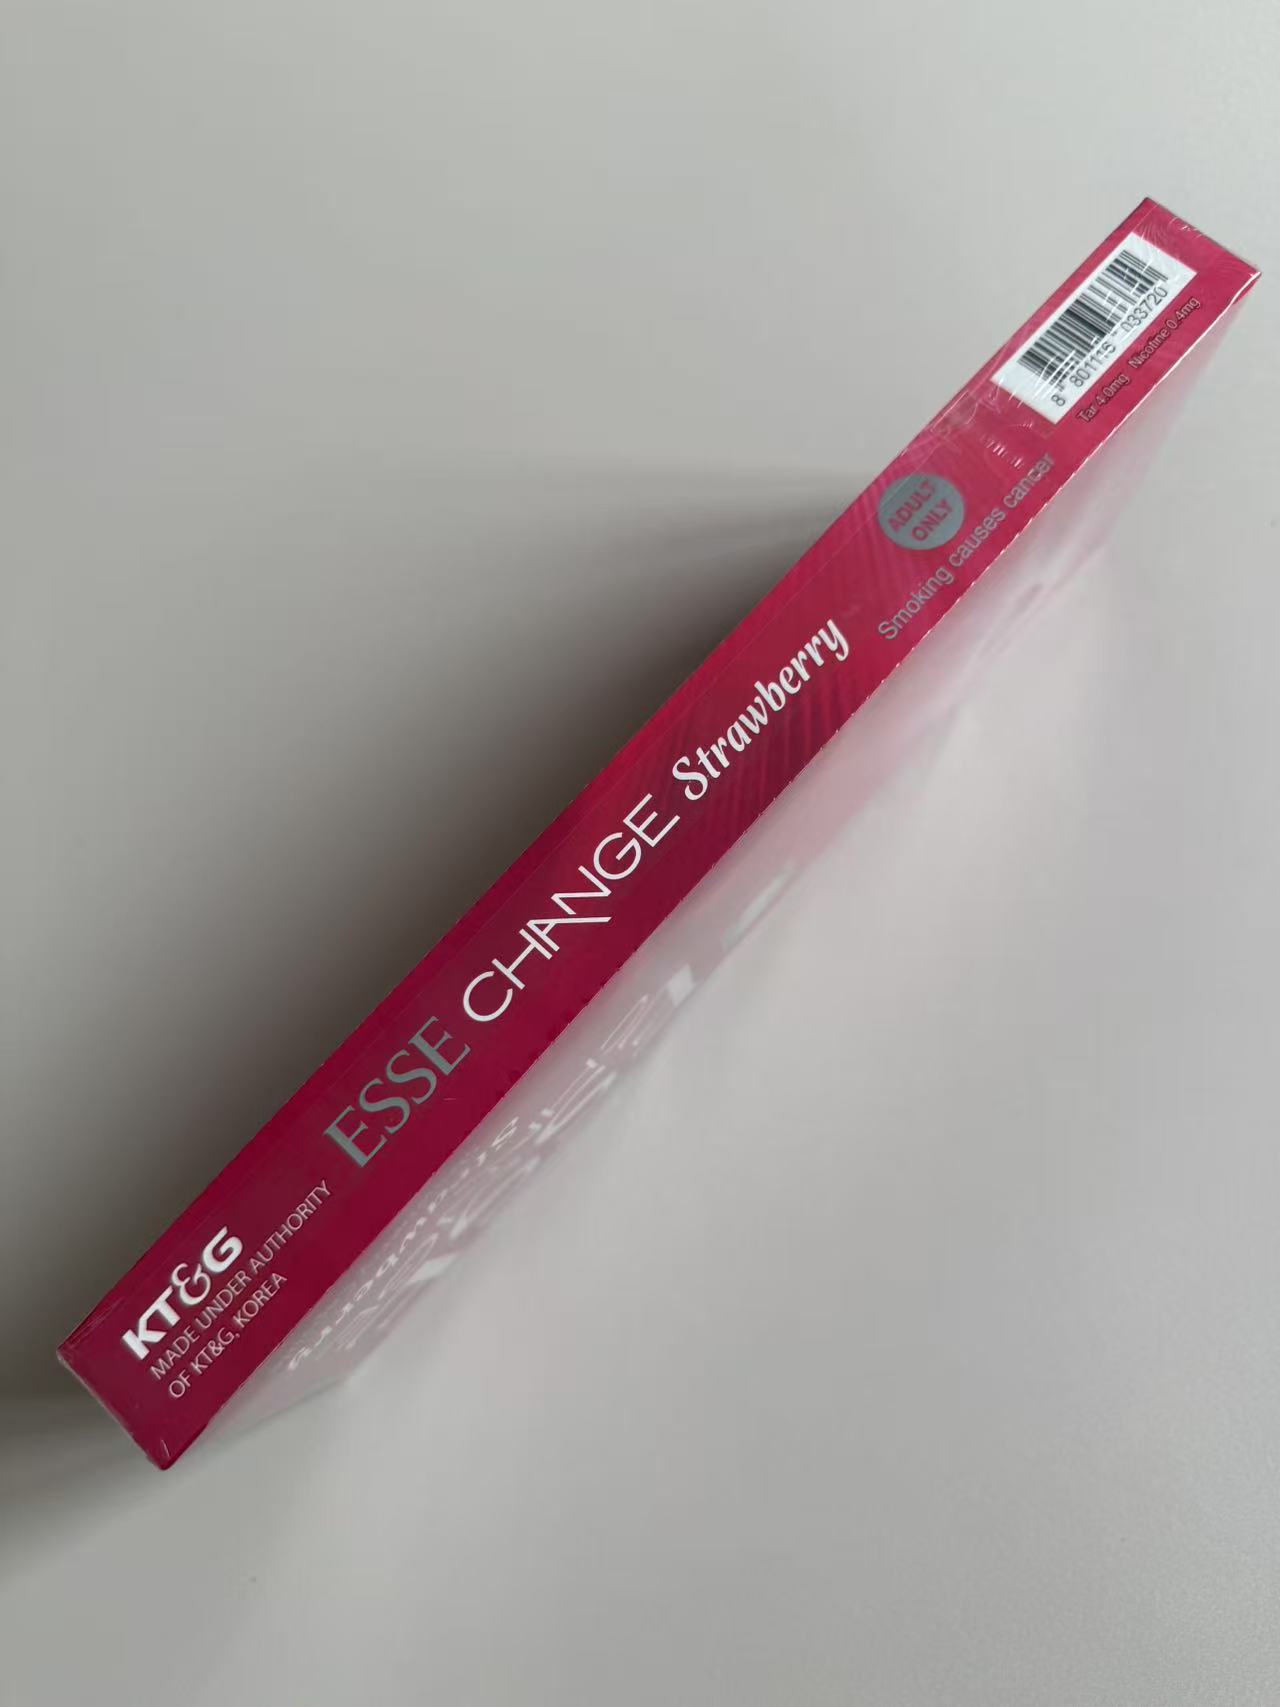 KT&G
MADE UNDER AUTHORITY
OF KT&G, KOREA
ESSE CHANGE Strawberry
ADULT
ONLY
Smoking causes cancer
8 801116 033720
Tar 4.0mg Nicotine 0.4mg